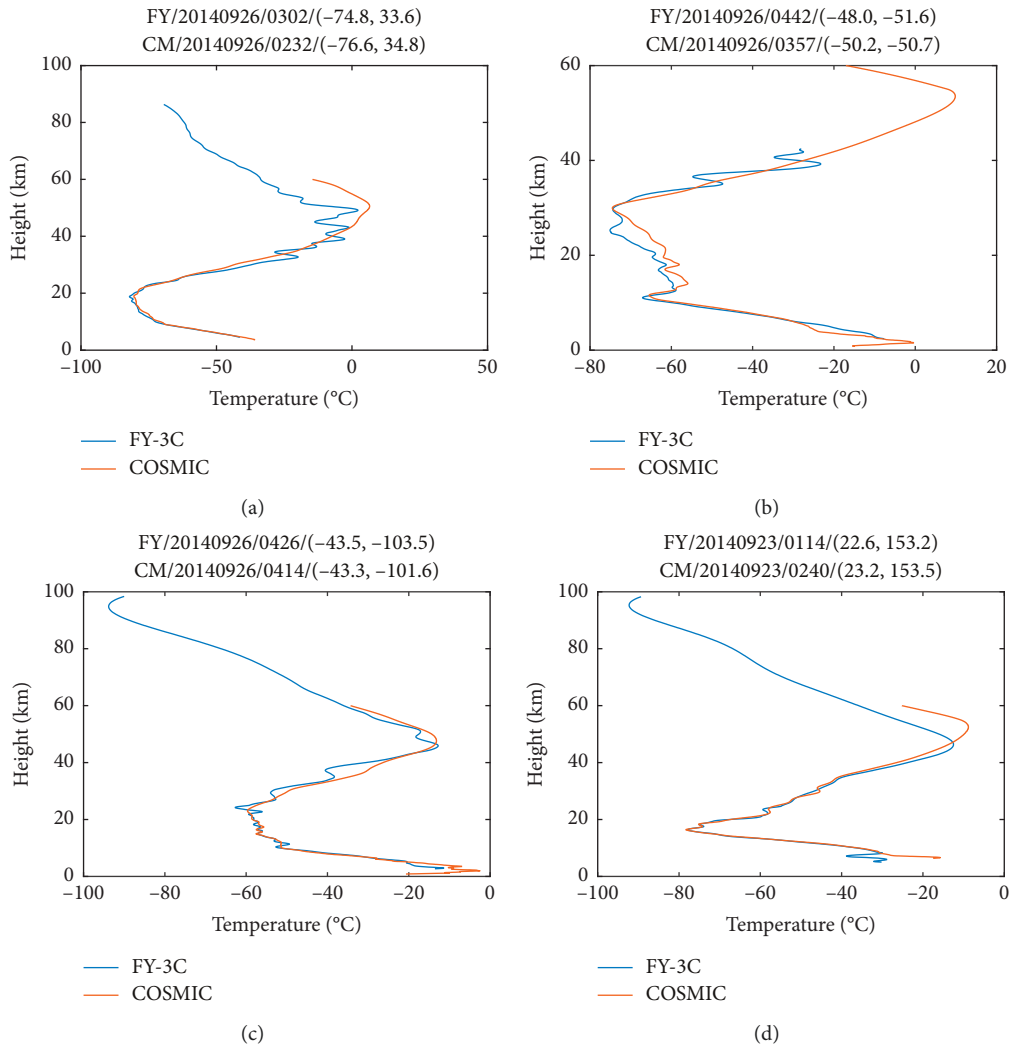 FY/20140926/0302/(–74.8, 33.6)
CM/20140926/0232/(–76.6, 34.8)
100
80
60
40
20
0
Height (km)
–100
–50
0
50
Temperature (°C)
FY-3C
COSMIC
(a)
FY/20140926/0442/(–48.0, –51.6)
CM/20140926/0357/(–50.2, –50.7)
60
40
20
0
Height (km)
–80
–60
–40
–20
0
20
Temperature (°C)
FY-3C
COSMIC
(b)
FY/20140926/0426/(–43.5, –103.5)
CM/20140926/0414/(–43.3, –101.6)
100
80
60
40
20
0
Height (km)
–100
–80
–60
–40
–20
0
Temperature (°C)
FY-3C
COSMIC
(c)
FY/20140923/0114/(22.6, 153.2)
CM/20140923/0240/(23.2, 153.5)
100
80
60
40
20
0
Height (km)
–100
–80
–60
–40
–20
0
Temperature (°C)
FY-3C
COSMIC
(d)